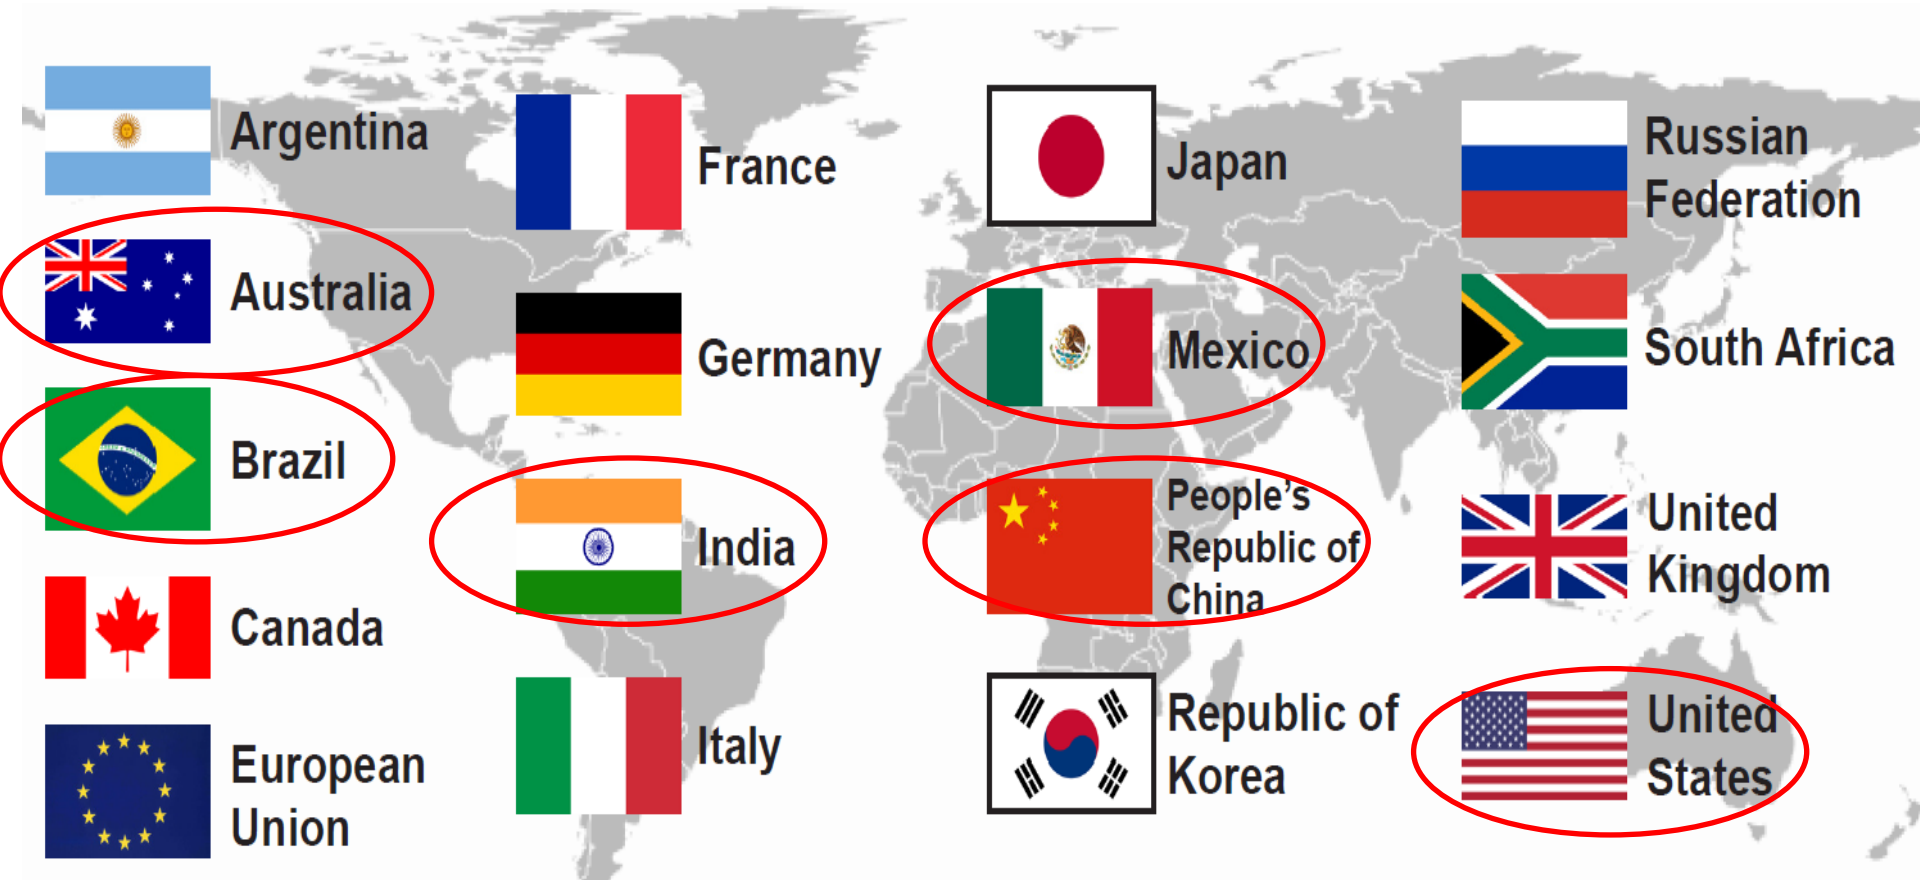 Argentina
Australia
Brazil
Canada
European
Union
France
Germany
India
Italy
Japan
Mexico
People's
Republic of
China
Republic of
Korea
Russian
Federation
South Africa
United
Kingdom
United
States